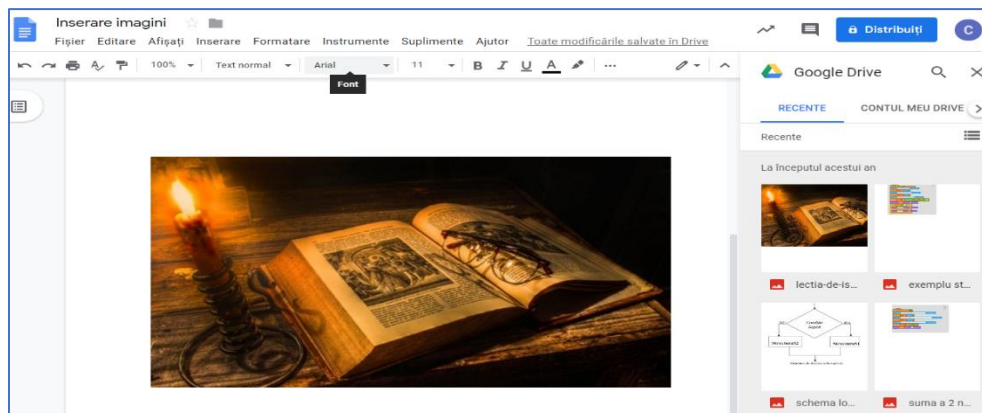 Inserare imagini
Fișier Editare Afișați Inserare Formatare Instrumente Suplimente Ajutor Toate modificările salvate în Drive
Distribuiți
C
100% Text normal Arial 11 B I U A
Font
Google Drive
RECENTE CONTUL MEU DRIVE
Recente
La începutul acestui an
lectia-de-is... exemplu st...
schema lo... suma a 2 n...